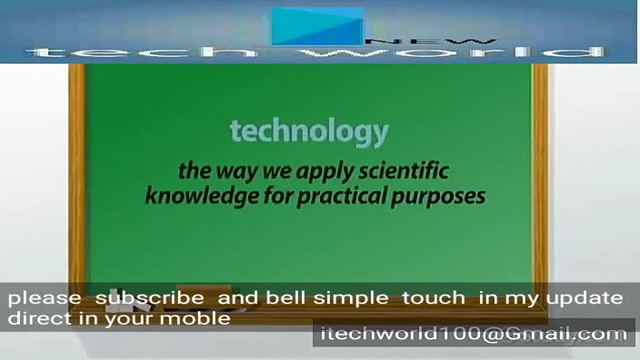 NEW
tech world
technology
the way we apply scientific
knowledge for practical purposes
please subscribe and bell simple touch in my update
direct in your moble
itechworld100@Gmail.com